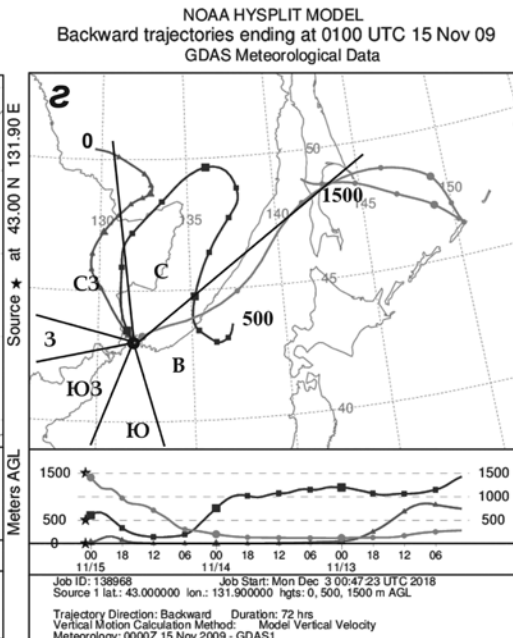 NOAA HYSPLIT MODEL
Backward trajectories ending at 0100 UTC 15 Nov 09
GDAS Meteorological Data
Source ★ at 43.00 N 131.90 E
г
0
50
1500
150
145
130
135
140
45
СЗ
С
500
З
В
ЮЗ
40
Ю
Meters AGL
1500
1500
1000
500
500
0
00 18 12 06 00 18 12 06 00 18 12 06
11/15 11/14 11/13
Job ID: 138968 Job Start: Mon Dec 3 00:47:23 UTC 2018
Source 1 lat.: 43.000000 lon.: 131.900000 hgts: 0, 500, 1500 m AGL
Trajectory Direction: Backward Duration: 72 hrs
Vertical Motion Calculation Method: Model Vertical Velocity
Meteorology: 0000Z 15 Nov 2009 - GDAS1